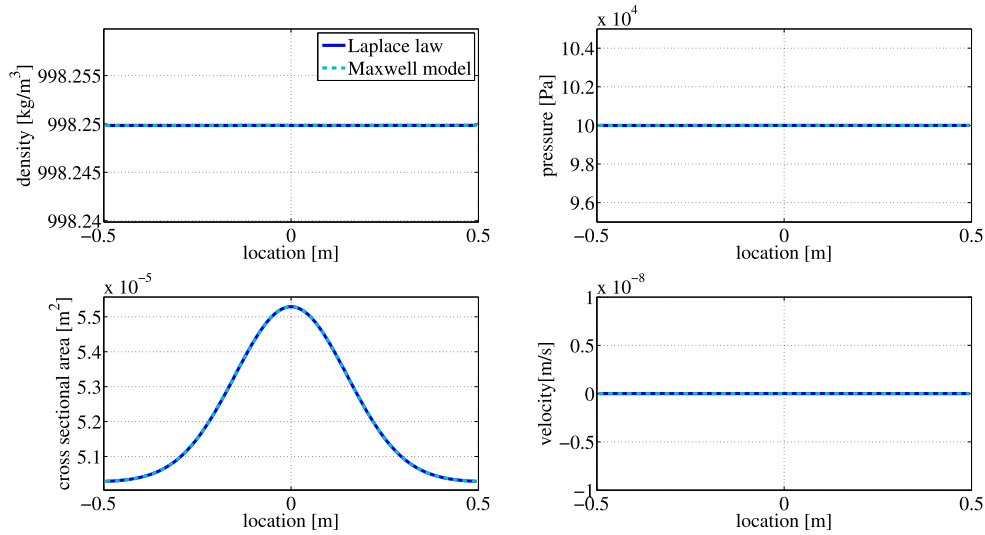 density [kg/m³]
998.255
998.25
998.245
998.24
−0.5
0
0.5
location [m]
Laplace law
Maxwell model
x 10⁴
pressure [Pa]
10.4
10.2
10
9.8
9.6
−0.5
0
0.5
location [m]
x 10⁻⁵
cross sectional area [m²]
5.5
5.4
5.3
5.2
5.1
−0.5
0
0.5
location [m]
x 10⁻⁸
velocity[m/s]
1
0.5
0
−0.5
−1
−0.5
0
0.5
location [m]